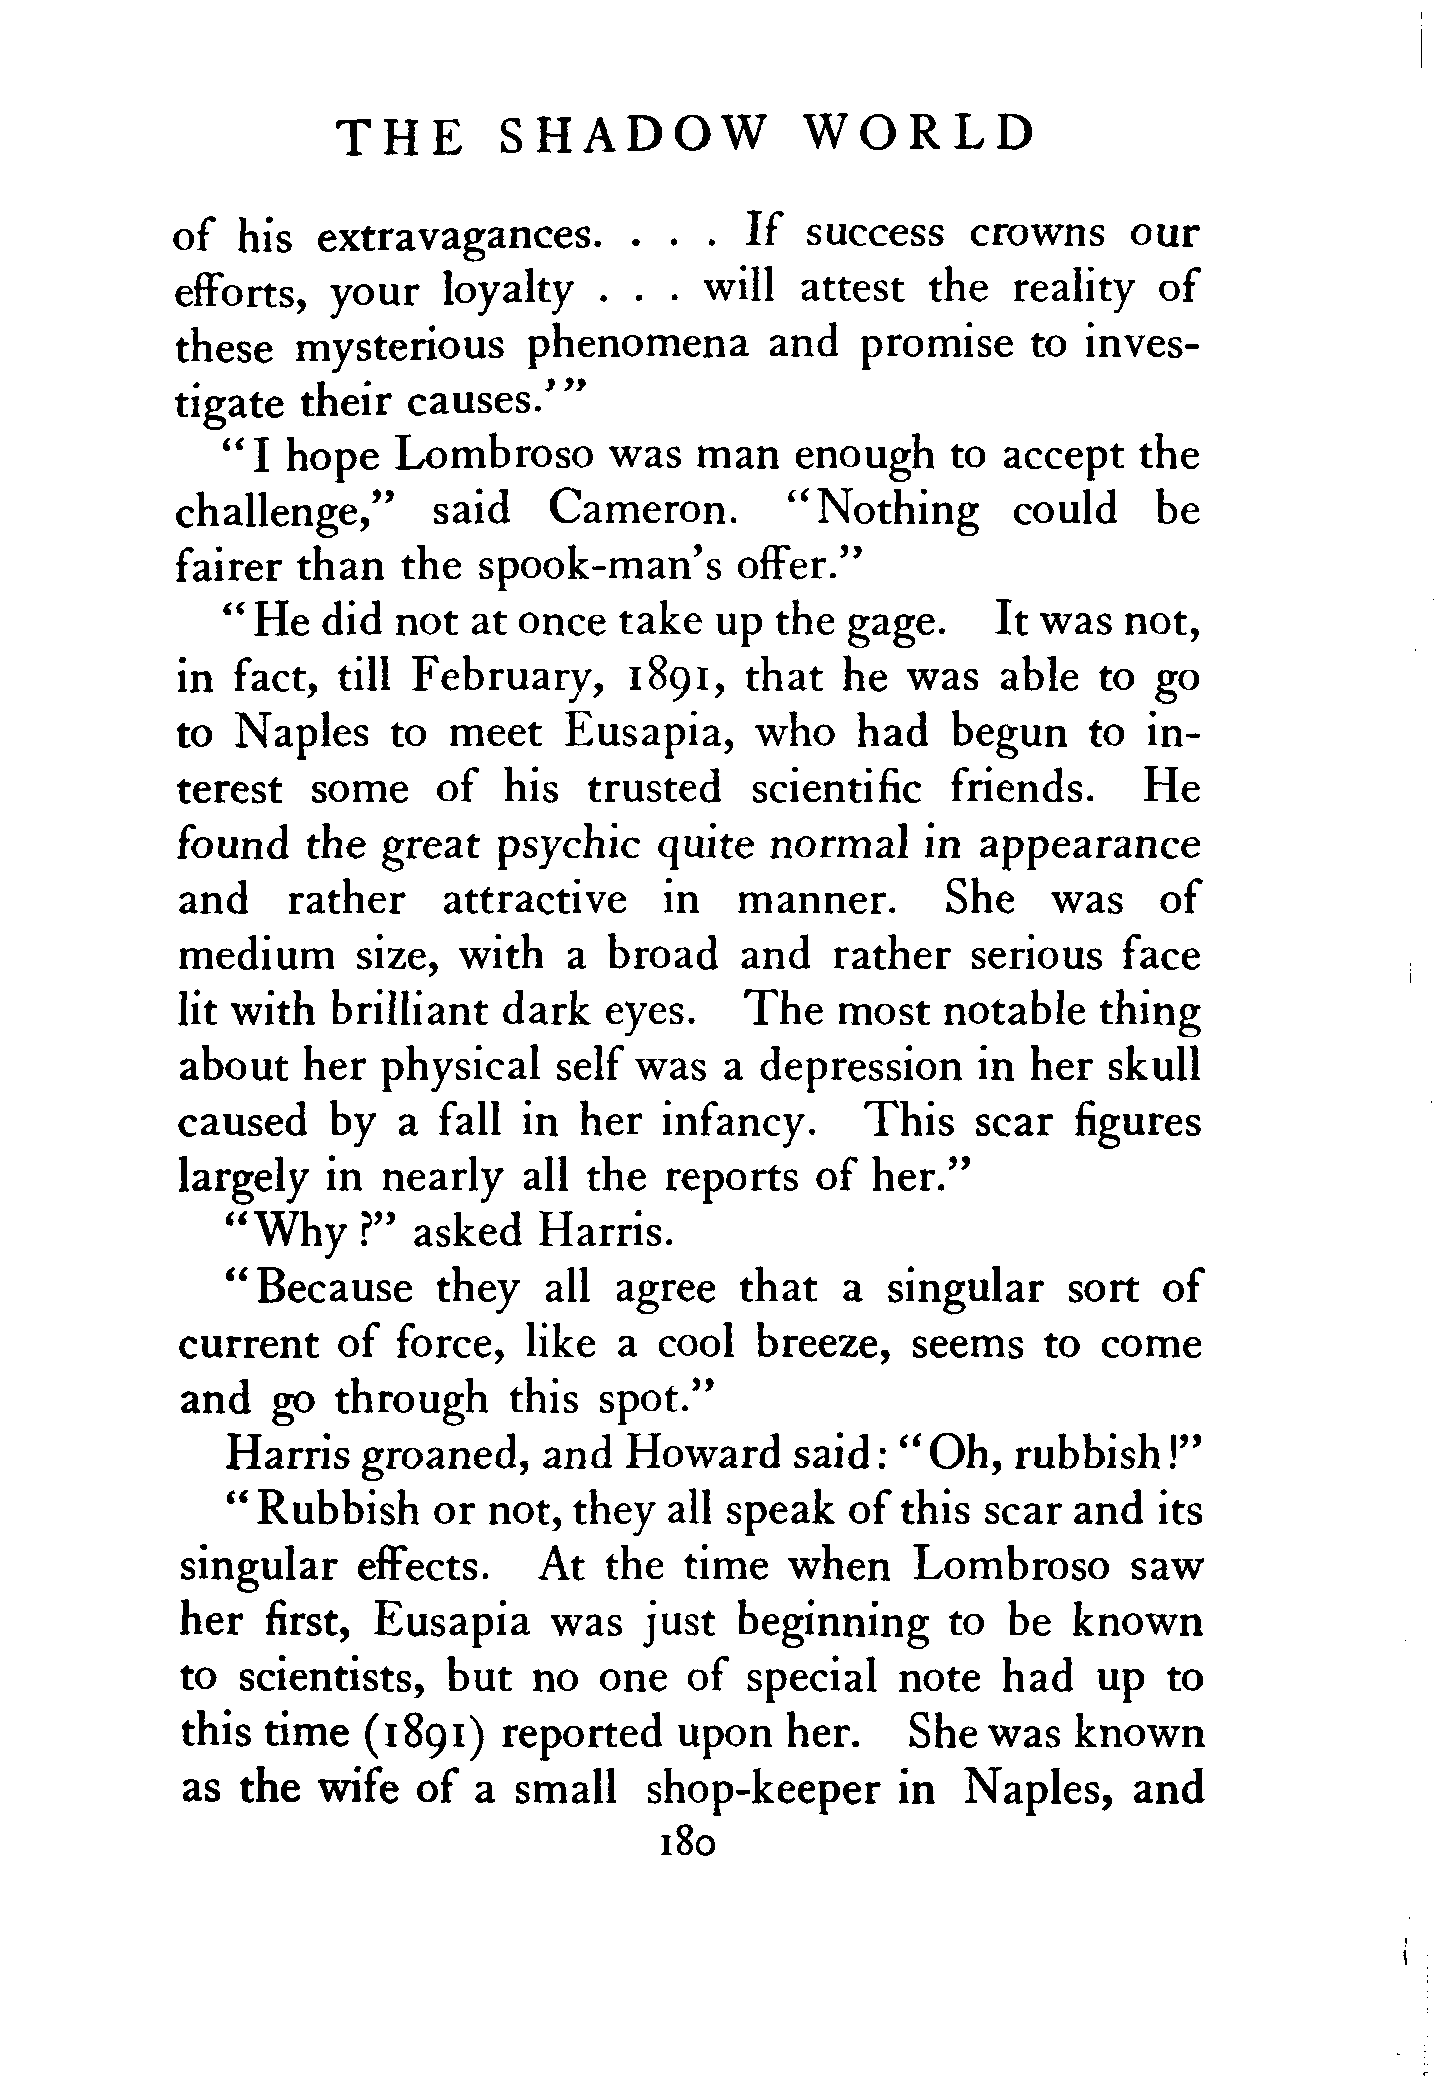 THE SHADOW WORLD
of his extravagances. . . . If success crowns our
efforts, your loyalty . . . will attest the reality of
these mysterious phenomena and promise to inves-
tigate their causes.'"
"I hope Lombroso was man enough to accept the
challenge," said Cameron. "Nothing could be
fairer than the spook-man's offer."
"He did not at once take up the gage. It was not,
in fact, till February, 1891, that he was able to go
to Naples to meet Eusapia, who had begun to in-
terest some of his trusted scientific friends. He
found the great psychic quite normal in appearance
and rather attractive in manner. She was of
medium size, with a broad and rather serious face
lit with brilliant dark eyes. The most notable thing
about her physical self was a depression in her skull
caused by a fall in her infancy. This scar figures
largely in nearly all the reports of her."
"Why?" asked Harris.
"Because they all agree that a singular sort of
current of force, like a cool breeze, seems to come
and go through this spot."
Harris groaned, and Howard said: "Oh, rubbish!"
"Rubbish or not, they all speak of this scar and its
singular effects. At the time when Lombroso saw
her first, Eusapia was just beginning to be known
to scientists, but no one of special note had up to
this time (1891) reported upon her. She was known
as the wife of a small shop-keeper in Naples, and
180